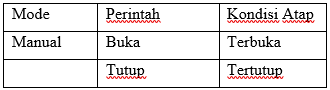 Mode Perintah Kondisi Atap
Manual Buka Terbuka
Tutup Tertutup